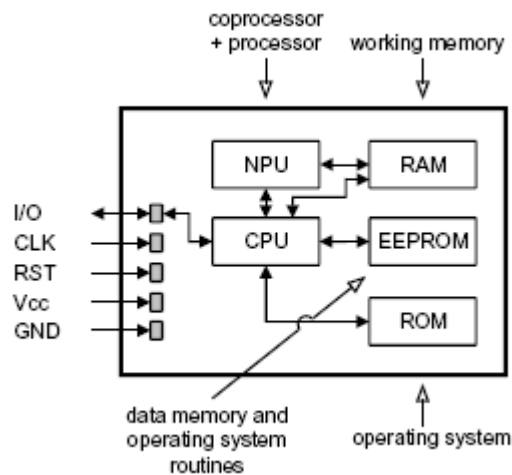 coprocessor
+ processor
working memory
NPU
RAM
I/O
CPU
EEPROM
CLK
RST
Vcc
ROM
GND
data memory and
operating system
routines
operating system